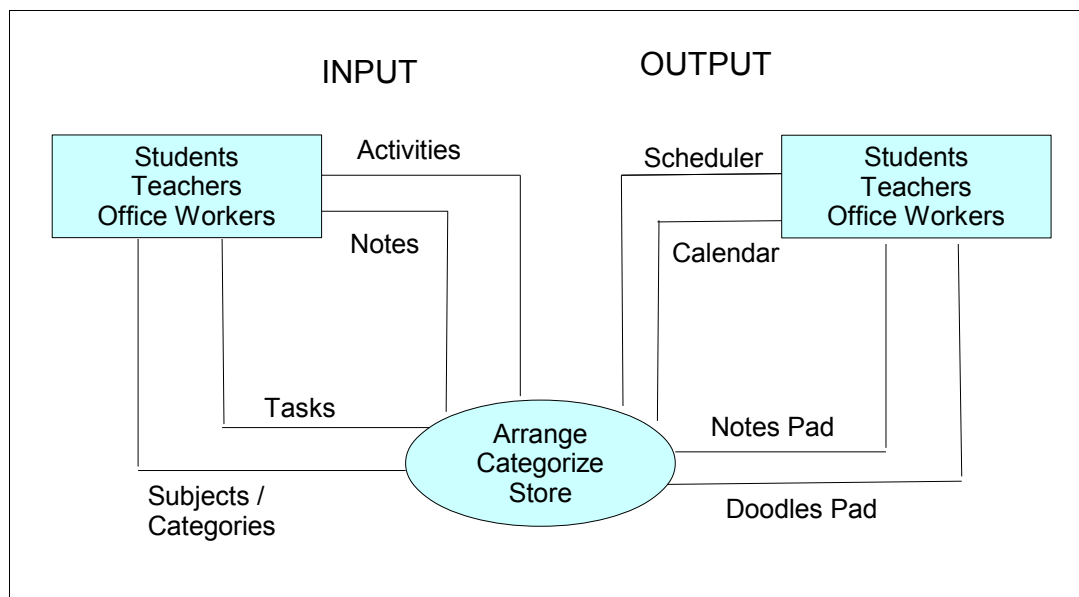 INPUT
OUTPUT
Students
Teachers
Office Workers
Activities
Notes
Tasks
Subjects /
Categories
Arrange
Categorize
Store
Scheduler
Calendar
Notes Pad
Doodles Pad
Students
Teachers
Office Workers